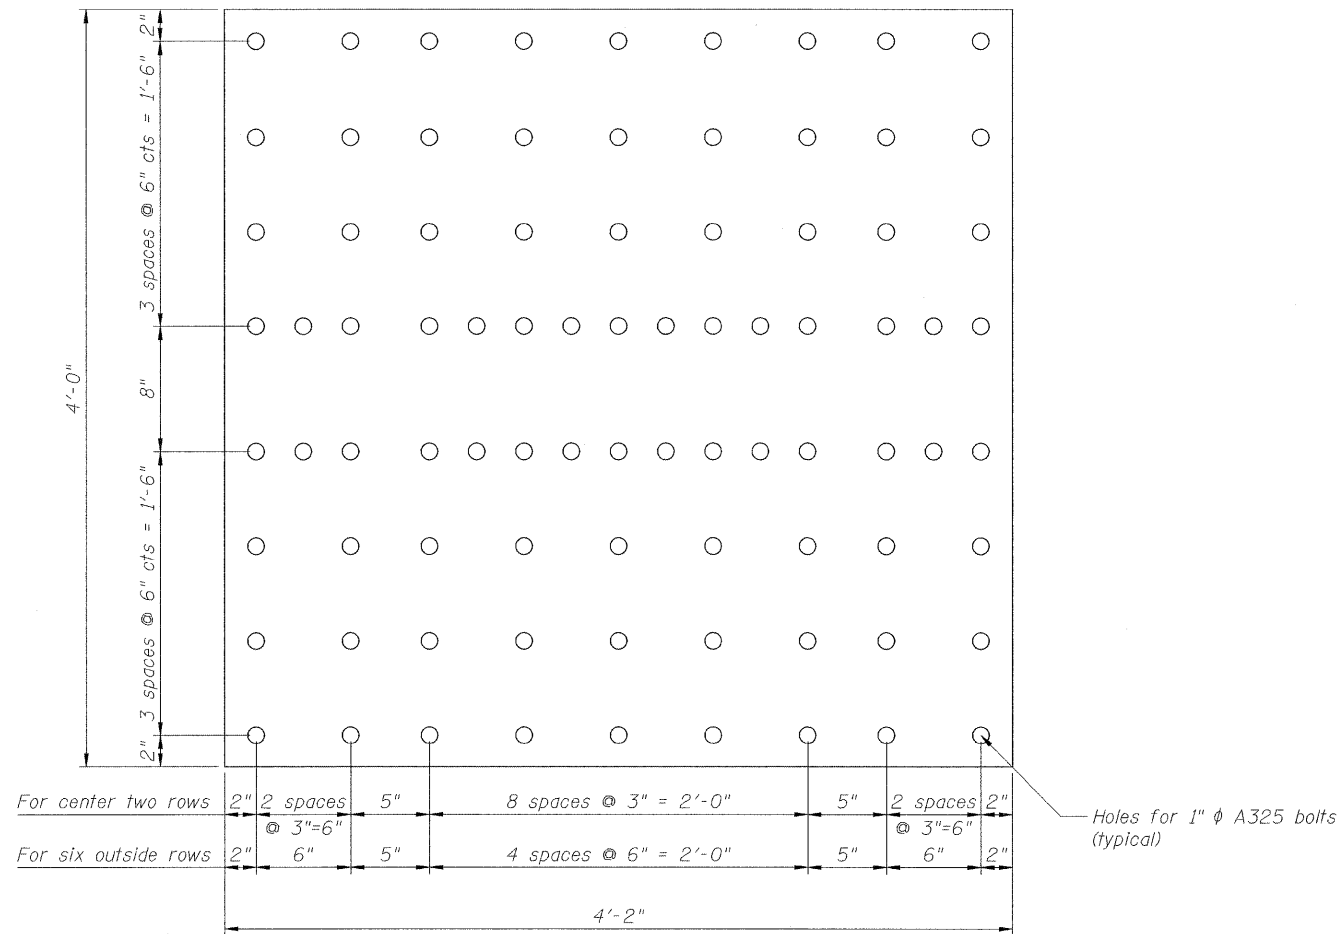 2"
3 spaces @ 6" cts = 1'-6"
4'-0"
8"
3 spaces @ 6" cts = 1'-6"
2"
For center two rows 2" 2 spaces 5" 8 spaces @ 3" = 2'-0" 5" 2 spaces 2"
@ 3"=6" @ 3"=6"
For six outside rows 2" 6" 5" 4 spaces @ 6" = 2'-0" 5" 6" 2"
4'-2"
Holes for 1" ϕ A325 bolts
(typical)